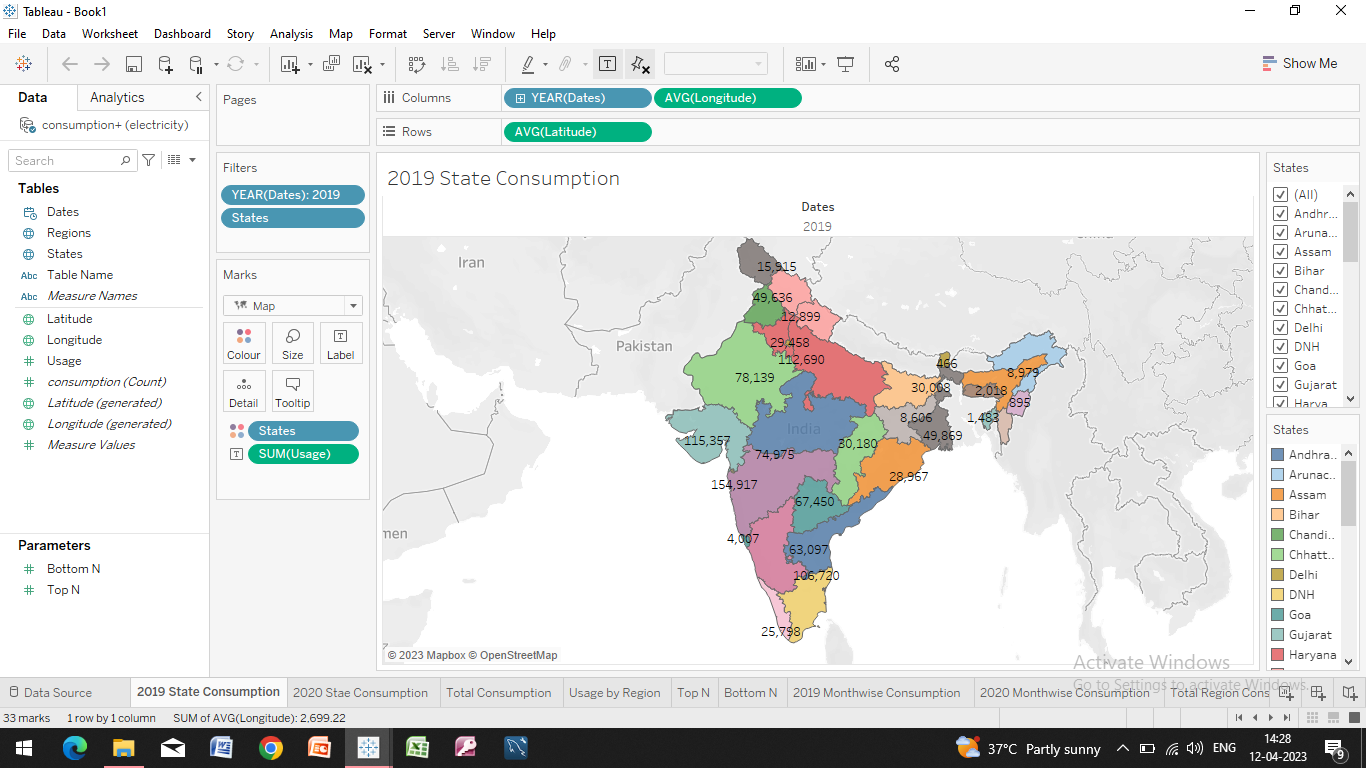 Tableau - Book1
File Data Worksheet Dashboard Story Analysis Map Format Server Window Help
Show Me
Data Analytics
consumption+ (electricity)
Search
Tables
Dates
Regions
States
Abc Table Name
Abc Measure Names
Latitude
Longitude
Usage
consumption (Count)
Latitude (generated)
Longitude (generated)
Measure Values
Parameters
Bottom N
Top N
Pages
Filters
YEAR(Dates): 2019
States
Marks
Map
Colour Size Label
Detail Tooltip
States
SUM(Usage)
Columns YEAR(Dates) AVG(Longitude)
Rows AVG(Latitude)
2019 State Consumption
Dates
2019
Iran
15,915
49,636
12,899
Pakistan
29,458
112,690
466
8,979
78,139
30,008
2,018
895
8,606
1,483
India
49,869
115,357
30,180
74,975
28,967
154,917
67,450
men
4,007
63,097
106,720
25,798
© 2023 Mapbox © OpenStreetMap
States
(All)
Andhr...
Aruna...
Assam
Bihar
Chand...
Chhat...
Delhi
DNH
Goa
Gujarat
Harya
States
Andhra..
Arunac..
Assam
Bihar
Chandi..
Chhatt..
Delhi
DNH
Goa
Gujarat
Haryana
Activate Windows
Go to Settings to activate Windows.
Data Source 2019 State Consumption 2020 Stae Consumption Total Consumption Usage by Region Top N Bottom N 2019 Monthwise Consumption 2020 Monthwise Consumption Total Region Cons
33 marks 1 row by 1 column SUM of AVG(Longitude): 2,699.22
37°C Partly sunny ENG 14:28
12-04-2023
9